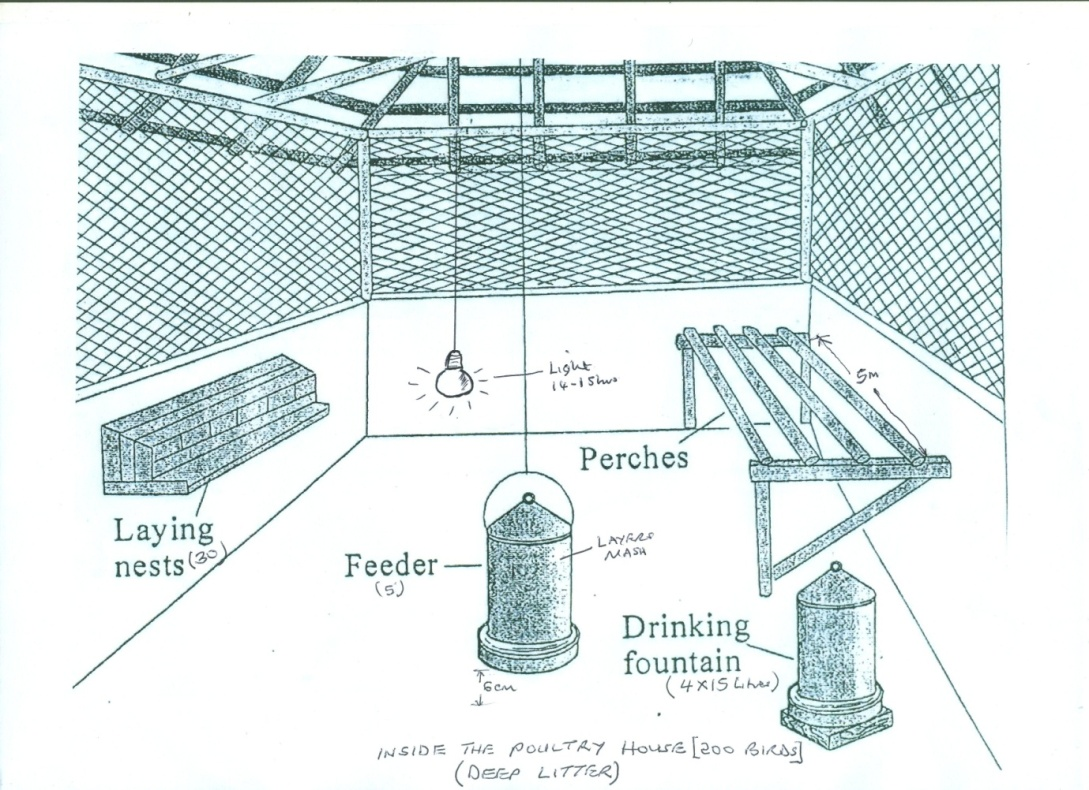 Light
14-15hrs
5m
Perches
Laying
nests (30)
Feeder
(5)
LAYERS
MASH
Drinking
fountain
(4X15 Litres)
6cm
INSIDE THE POULTRY HOUSE [200 BIRDS]
(DEEP LITTER)